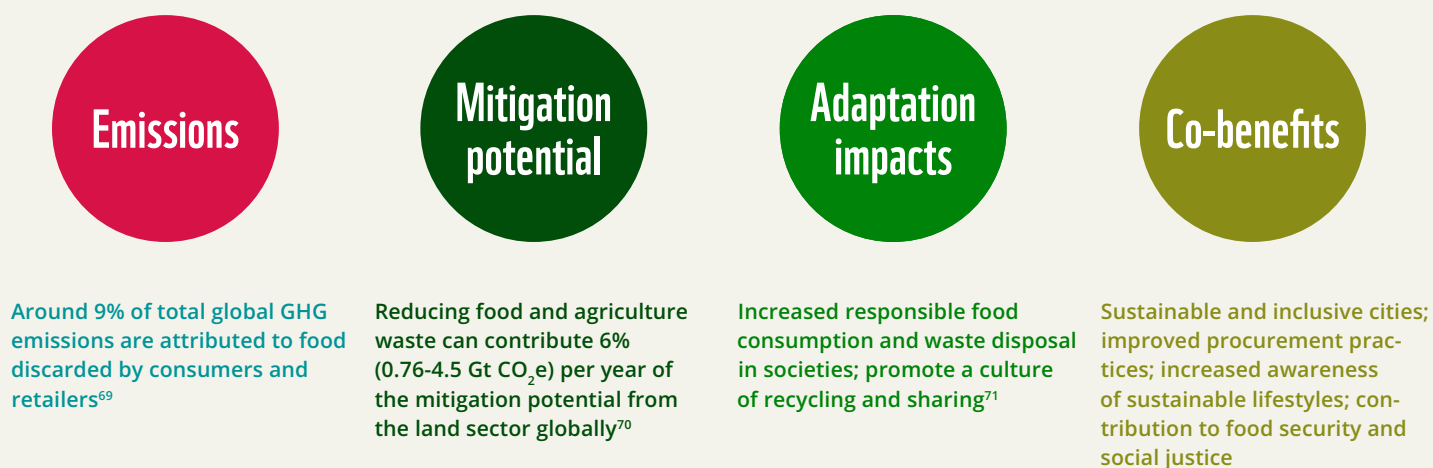 Emissions
Mitigation
potential
Adaptation
impacts
Co-benefits
Around 9% of total global GHG
emissions are attributed to food
discarded by consumers and
retailers69
Reducing food and agriculture
waste can contribute 6%
(0.76-4.5 Gt CO2e) per year of
the mitigation potential from
the land sector globally70
Increased responsible food
consumption and waste disposal
in societies; promote a culture
of recycling and sharing71
Sustainable and inclusive cities;
improved procurement prac-
tices; increased awareness
of sustainable lifestyles; con-
tribution to food security and
social justice